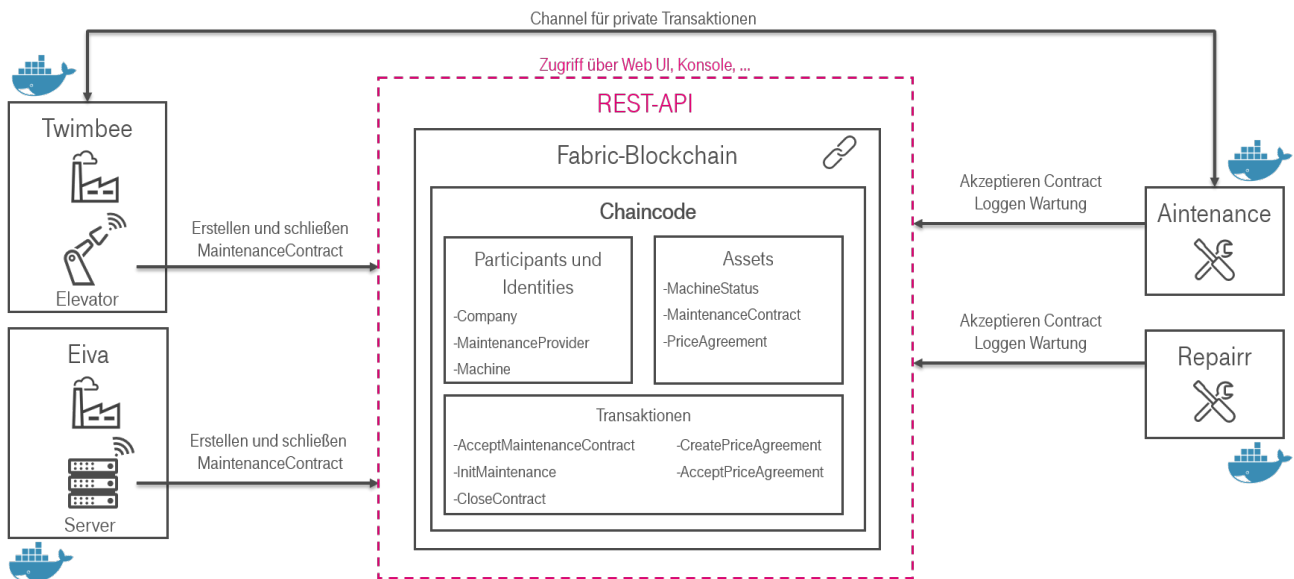 Channel für private Transaktionen
Zugriff über Web UI, Konsole, ...
REST-API
Twimbee
Elevator
Erstellen und schließen
MaintenanceContract
Eiva
Server
Erstellen und schließen
MaintenanceContract
Fabric-Blockchain
Chaincode
Participants und
Identities
-Company
-MaintenanceProvider
-Machine
Assets
-MachineStatus
-MaintenanceContract
-PriceAgreement
Transaktionen
-AcceptMaintenanceContract
-InitMaintenance
-CloseContract
-CreatePriceAgreement
-AcceptPriceAgreement
Akzeptieren Contract
Loggen Wartung
Aintenance
Akzeptieren Contract
Loggen Wartung
Repairr